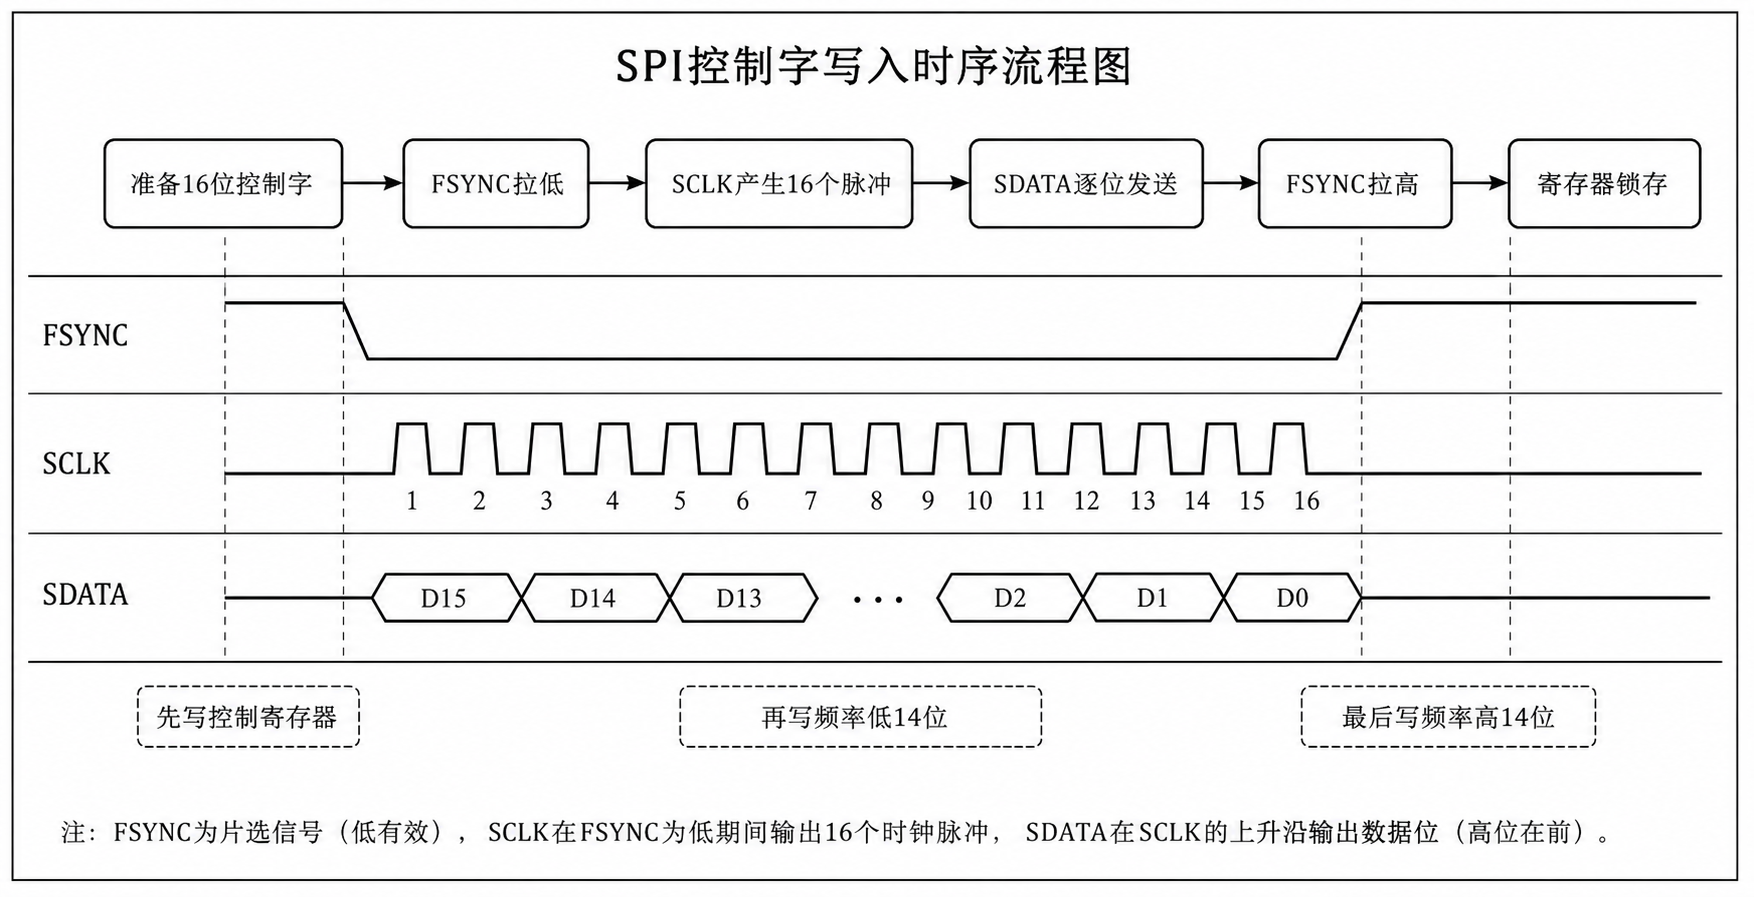 SPI控制字写入时序流程图
准备16位控制字
FSYNC拉低
SCLK产生16个脉冲
SDATA逐位发送
FSYNC拉高
寄存器锁存
FSYNC
SCLK
1 2 3 4 5 6 7 8 9 10 11 12 13 14 15 16
SDATA
D15 D14 D13 ··· D2 D1 D0
先写控制寄存器
再写频率低14位
最后写频率高14位
注：FSYNC为片选信号（低有效），SCLK在FSYNC为低期间输出16个时钟脉冲，SDATA在SCLK的上升沿输出数据位（高位在前）。